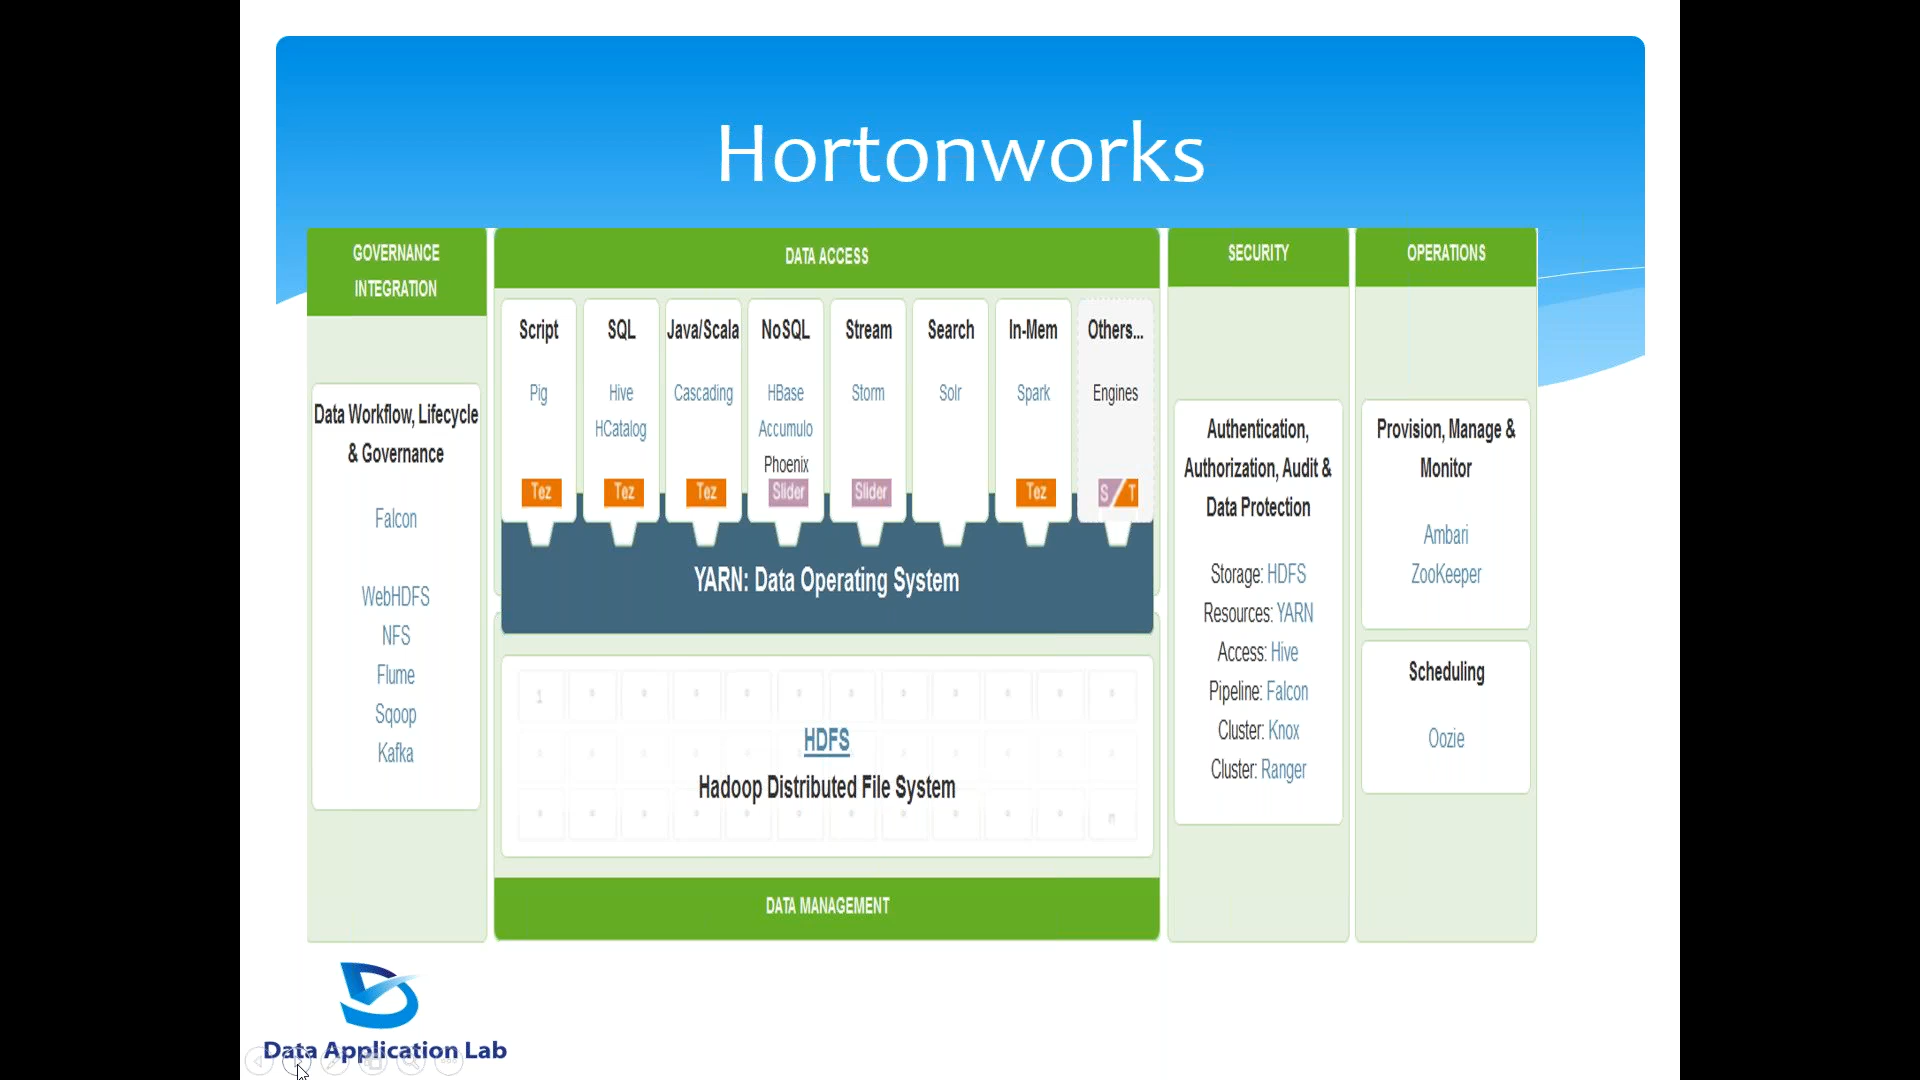 Hortonworks
GOVERNANCE
INTEGRATION
Data Workflow, Lifecycle
& Governance
Falcon
WebHDFS
NFS
Flume
Sqoop
Kafka
DATA ACCESS
Script
Pig
Tez
SQL
Hive
HCatalog
Tez
Java/Scala
Cascading
Tez
NoSQL
HBase
Accumulo
Phoenix
Slider
Stream
Storm
Slider
Search
Solr
In-Mem
Spark
Tez
Others...
Engines
S / T
YARN: Data Operating System
1
HDFS
Hadoop Distributed File System
n
DATA MANAGEMENT
SECURITY
Authentication,
Authorization, Audit &
Data Protection
Storage: HDFS
Resources: YARN
Access: Hive
Pipeline: Falcon
Cluster: Knox
Cluster: Ranger
OPERATIONS
Provision, Manage &
Monitor
Ambari
ZooKeeper
Scheduling
Oozie
Data Application Lab